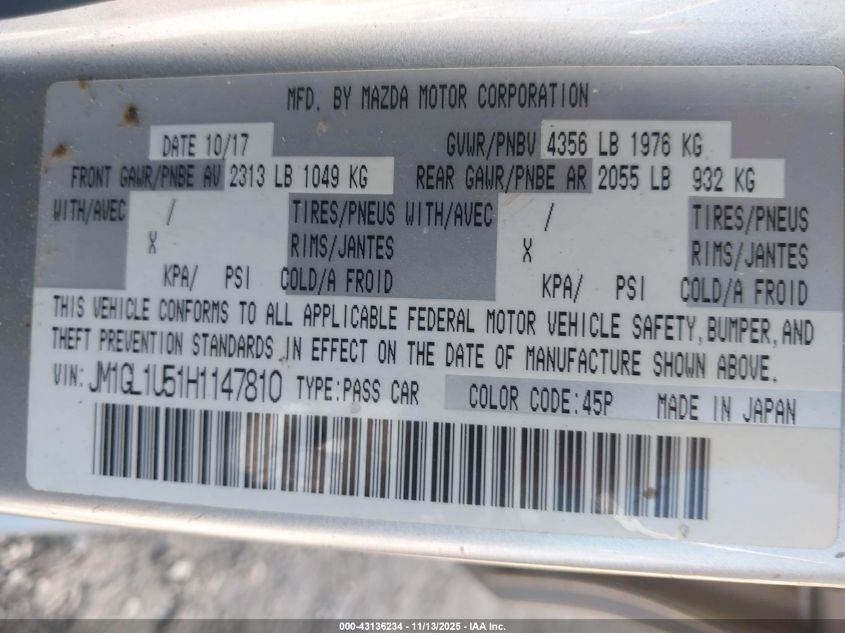 MFD. BY MAZDA MOTOR CORPORATION
DATE 10/17 GVWR/PNBV 4356 LB 1976 KG
FRONT GAWR/PNBE AV 2313 LB 1049 KG REAR GAWR/PNBE AR 2055 LB 932 KG
WITH/AVEC / TIRES/PNEUS WITH/AVEC / TIRES/PNEUS
X RIMS/JANTES X RIMS/JANTES
KPA/ PSI COLD/A FROID KPA/ PSI COLD/A FROID
THIS VEHICLE CONFORMS TO ALL APPLICABLE FEDERAL MOTOR VEHICLE SAFETY, BUMPER, AND
THEFT PREVENTION STANDARDS IN EFFECT ON THE DATE OF MANUFACTURE SHOWN ABOVE.
VIN: JM1GL1U51H1147810 TYPE:PASS CAR COLOR CODE:45P MADE IN JAPAN
000-43136234 - 11/13/2025 - IAA Inc.